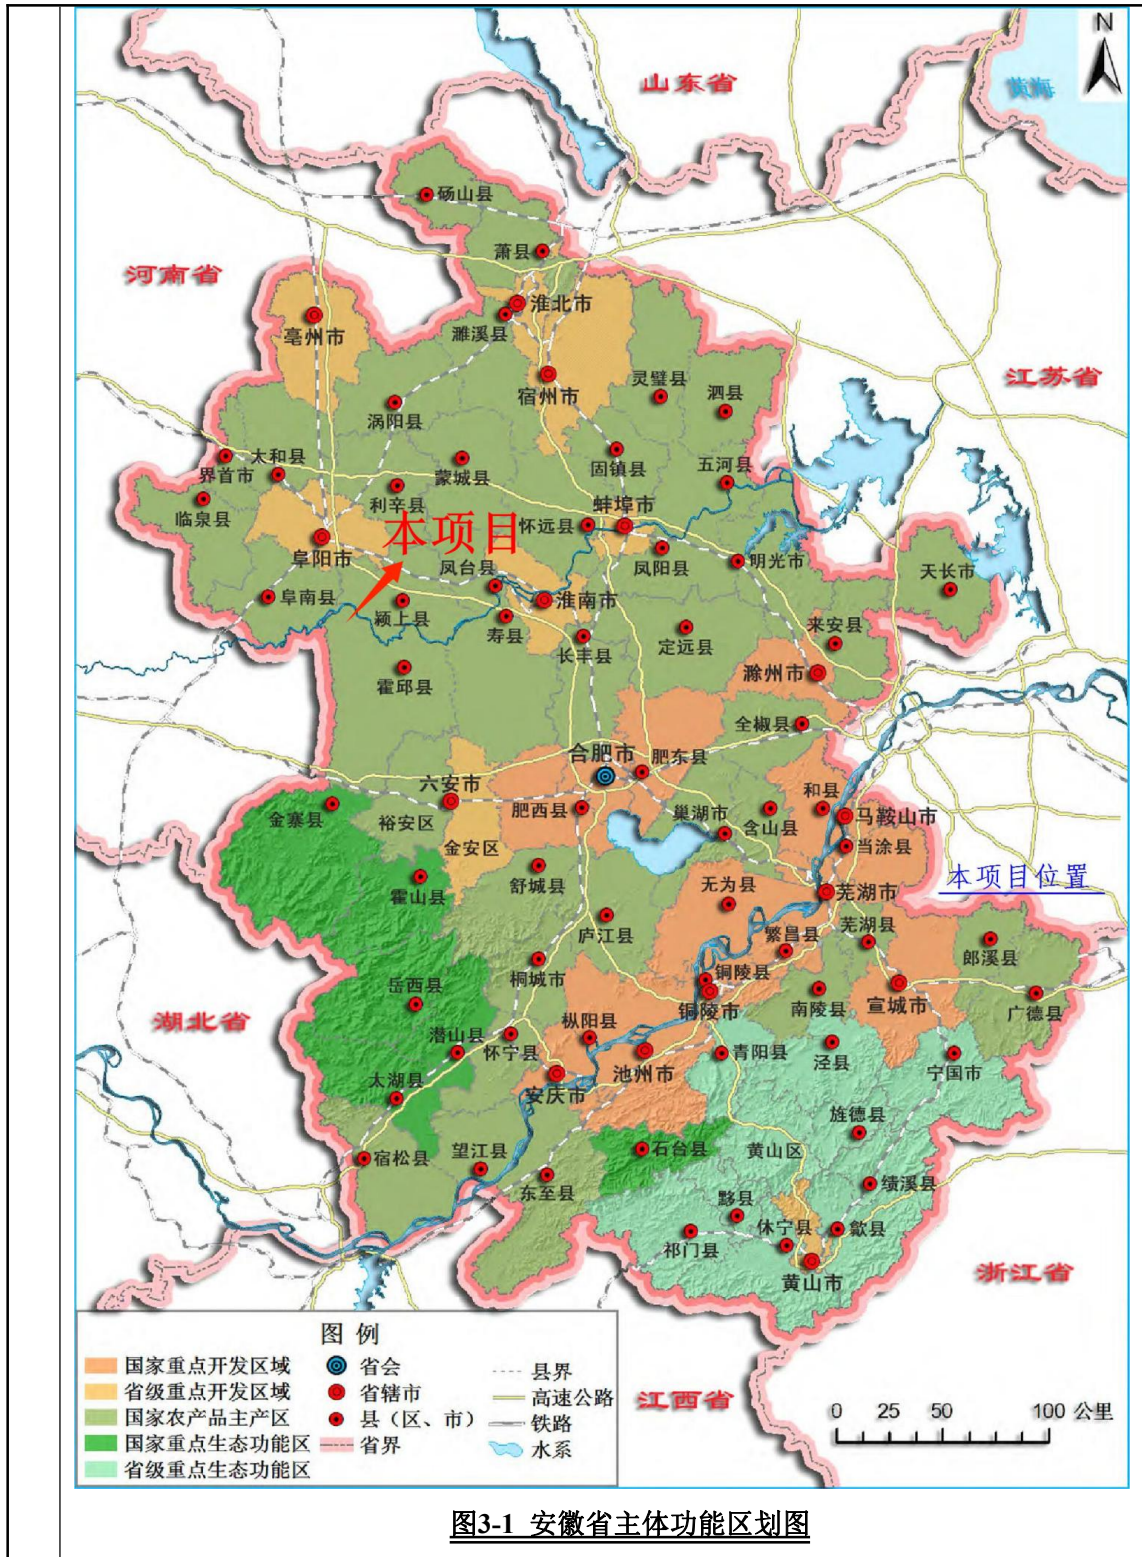 N
山东省
黄海
砀山县
萧县
河南省
淮北市
濉溪县
亳州市
江苏省
宿州市
灵璧县
泗县
涡阳县
固镇县
五河县
界首市
太和县
蒙城县
利辛县
临泉县
怀远县
蚌埠市
本项目
阜阳市
凤阳县
明光市
凤台县
天长市
阜南县
颍上县
淮南市
寿县
长丰县
定远县
来安县
霍邱县
滁州市
全椒县
合肥市
肥东县
六安市
肥西县
金寨县
裕安区
金安区
巢湖市
含山县
和县
马鞍山市
当涂县
本项目位置
霍山县
舒城县
无为县
芜湖市
庐江县
繁昌县
芜湖县
郎溪县
桐城市
铜陵县
铜陵市
南陵县
宣城市
广德县
湖北省
岳西县
潜山县
怀宁县
枞阳县
池州市
青阳县
泾县
宁国市
太湖县
安庆市
旌德县
宿松县
望江县
石台县
黄山区
东至县
绩溪县
黟县
休宁县
歙县
祁门县
黄山市
浙江省
江西省
图 例
国家重点开发区域
省级重点开发区域
国家农产品主产区
国家重点生态功能区
省级重点生态功能区
省会
省辖市
县（区、市）
省界
县界
高速公路
铁路
水系
0 25 50 100 公里
图3-1 安徽省主体功能区划图